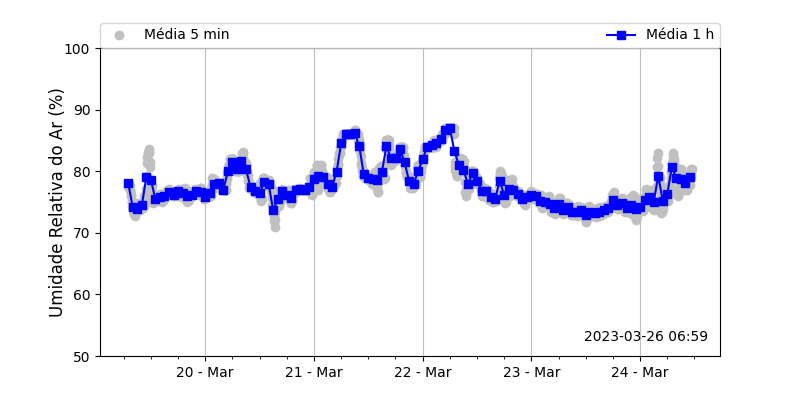 Média 5 min
Média 1 h
Umidade Relativa do Ar (%)
100
90
80
70
60
50
2023-03-26 06:59
20 - Mar
21 - Mar
22 - Mar
23 - Mar
24 - Mar